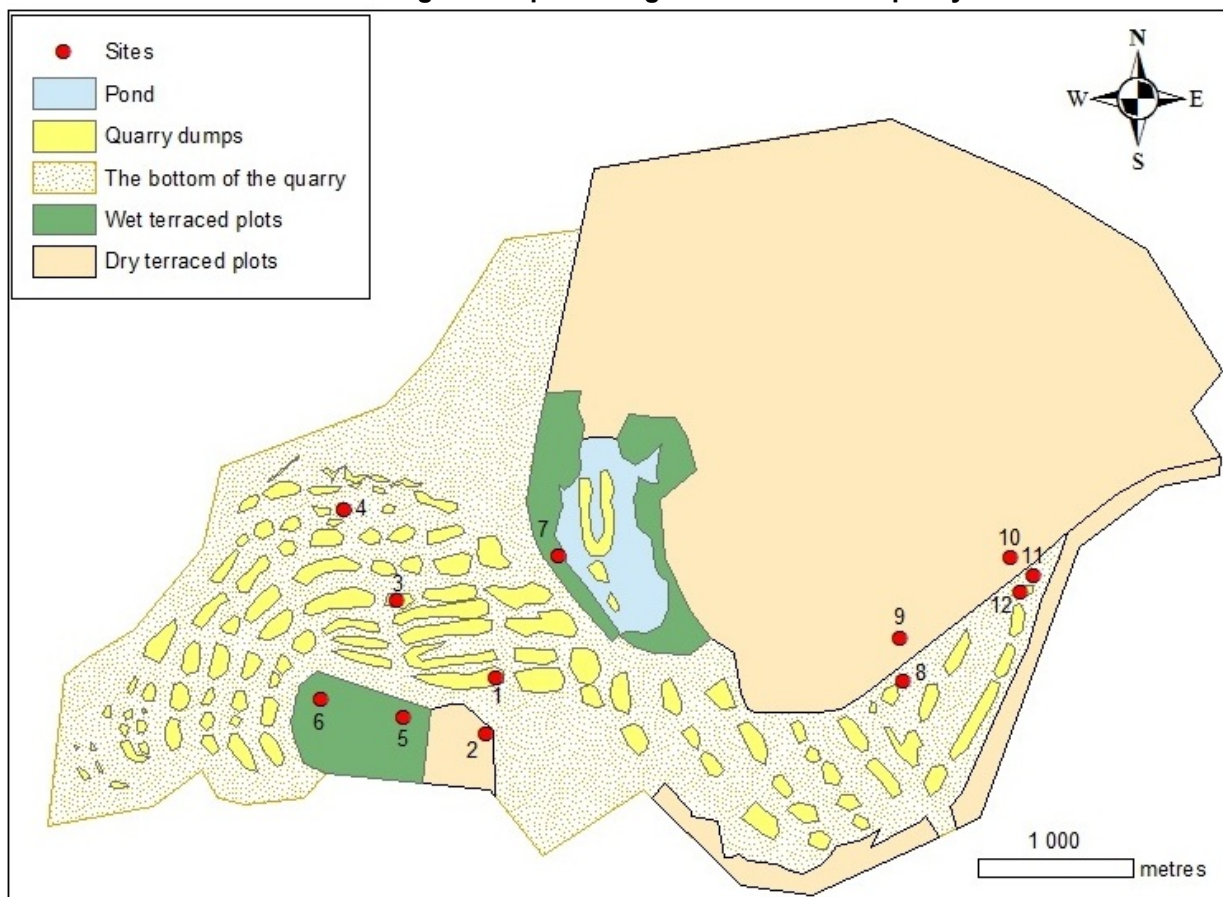 Sites
Pond
Quarry dumps
The bottom of the quarry
Wet terraced plots
Dry terraced plots
N
W E
S
4
7
10
11
3
12
9
8
1
6
5
2
1 000
metres